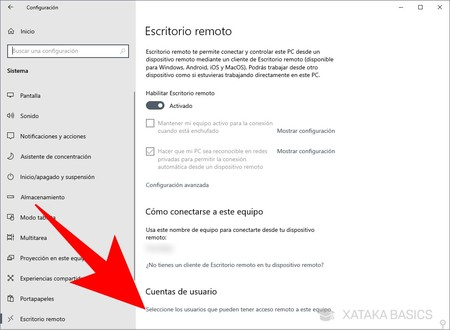 Configuración
Inicio
Buscar una configuración
Sistema
Pantalla
Sonido
Notificaciones y acciones
Asistente de concentración
Inicio/apagado y suspensión
Almacenamiento
Modo
Multitarea
Proyección en este
Experiencias
Portapapeles
Escritorio remoto
Escritorio remoto
Escritorio remoto te permite conectar y controlar este PC desde un
dispositivo remoto mediante un cliente de Escritorio remoto (disponible
para Windows, Android, iOS y MacOS). Podrás trabajar desde otro
dispositivo como si estuvieras trabajando directamente en este PC.
Habilitar Escritorio remoto
Activado
Mantener mi equipo activo para la conexión
cuando está enchufado
Mostrar configuración
Hacer que mi PC sea reconocible en redes
privadas para permitir la conexión
automática desde un dispositivo remoto
Mostrar configuración
Configuración avanzada
Cómo conectarse a este equipo
Usa este nombre de equipo para conectarte desde tu dispositivo
remoto:
¿No tienes un cliente de Escritorio remoto en tu dispositivo remoto?
Cuentas de usuario
Seleccione los usuarios que pueden tener acceso remoto a este equipo
XATAKA BASICS